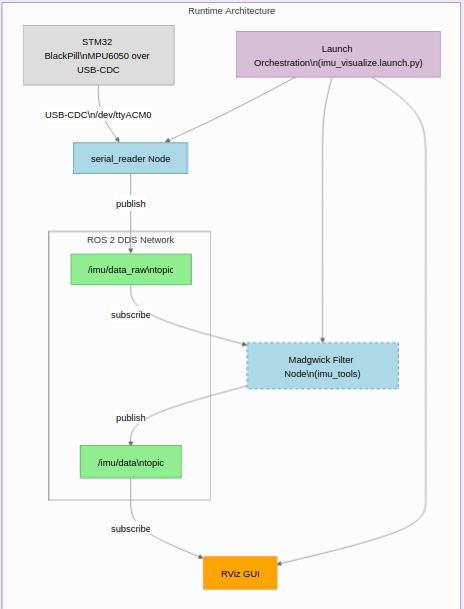 Runtime Architecture
STM32
BlackPill\nMPU6050 over
USB-CDC
Launch
Orchestration\n(imu_visualize.launch.py)
USB-CDC\n/dev/ttyACM0
serial_reader Node
publish
ROS 2 DDS Network
/imu/data_raw\ntopic
subscribe
Madgwick Filter
Node\n(imu_tools)
publish
/imu/data\ntopic
subscribe
RViz GUI